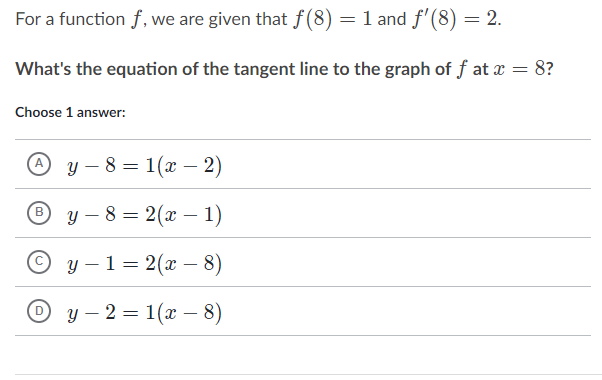 For a function f, we are given that f(8) = 1 and f′(8) = 2.
What's the equation of the tangent line to the graph of f at x = 8?
Choose 1 answer:
A y − 8 = 1(x − 2)
B y − 8 = 2(x − 1)
C y − 1 = 2(x − 8)
D y − 2 = 1(x − 8)